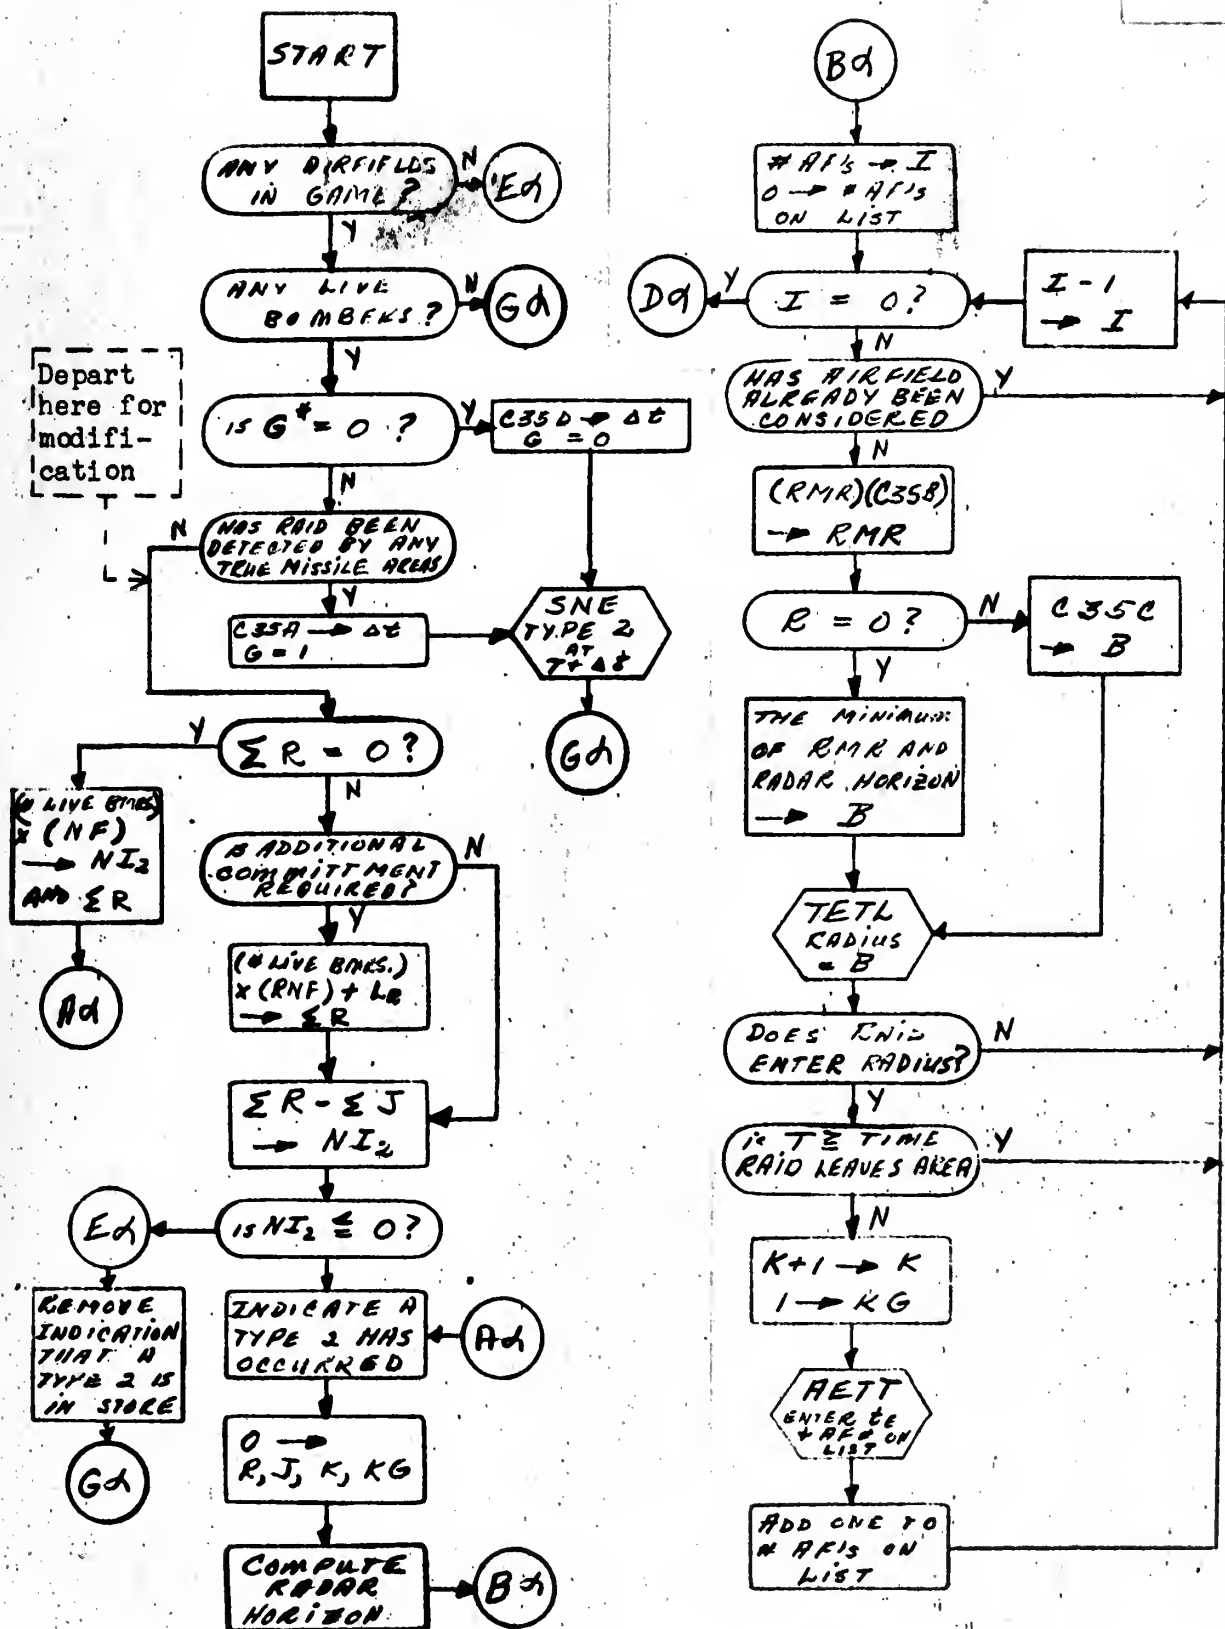 START
ANY AIRFIELDS
IN GAME?
N
Eα
Y
ANY LIVE
BOMBERS?
N
Gα
Y
Depart
here for
modifi-
cation
IS G* = 0 ?
Y
C35D → Δt
G = 0
N
HAS RAID BEEN
DETECTED BY ANY
TRUE MISSILE AREAS
N
Y
C35A → Δt
G = 1
SNE
TYPE 2
AT
T + Δt
Gα
Σ R = 0?
Y
(# LIVE BMRS)
x (NF)
→ NI₂
AND Σ R
Aα
N
IS ADDITIONAL
COMMITTMENT
REQUIRED?
N
Y
(# LIVE BMRS.)
x (RNF) + LR
→ Σ R
Σ R - Σ J
→ NI₂
IS NI₂ ≦ 0?
Eα
REMOVE
INDICATION
THAT A
TYPE 2 IS
IN STORE
Gα
INDICATE A
TYPE 2 HAS
OCCURRED
Aα
0 →
R, J, K, KG
COMPUTE
RADAR
HORIZON
Bα
Bα
# AF's → I
0 → # AF's
ON LIST
I = 0?
Y
Dα
I - 1
→ I
N
HAS AIRFIELD
ALREADY BEEN
CONSIDERED
Y
N
(RMR)(C35B)
→ RMR
R = 0?
N
C35C
→ B
Y
THE MINIMUM
OF RMR AND
RADAR HORIZON
→ B
TETL
RADIUS
= B
DOES RAID
ENTER RADIUS?
N
Y
is T ≧ TIME
RAID LEAVES AREA
Y
N
K+1 → K
1 → KG
AETT
ENTER tE
+ AF# ON
LIST
ADD ONE TO
# AF's ON
LIST